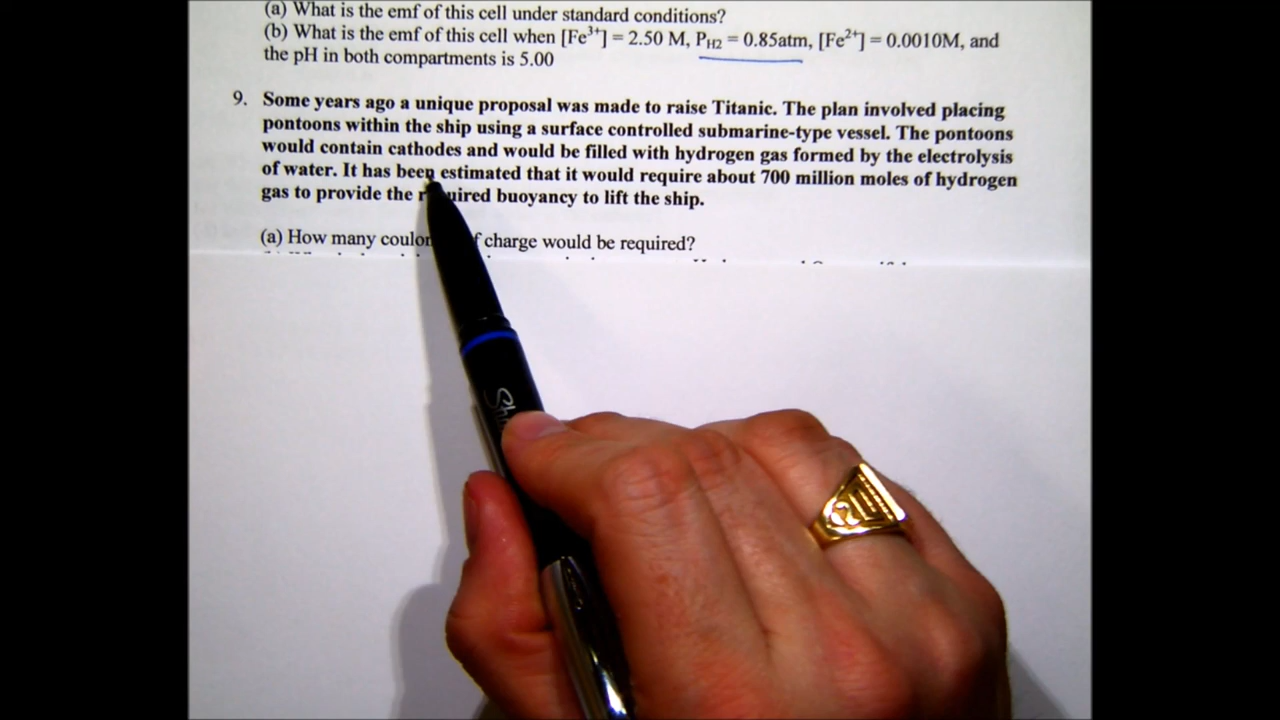 (a) What is the emf of this cell under standard conditions?
(b) What is the emf of this cell when [Fe³⁺] = 2.50 M, P_H2 = 0.85atm, [Fe²⁺] = 0.0010M, and
the pH in both compartments is 5.00
9. Some years ago a unique proposal was made to raise Titanic. The plan involved placing
pontoons within the ship using a surface controlled submarine-type vessel. The pontoons
would contain cathodes and would be filled with hydrogen gas formed by the electrolysis
of water. It has been estimated that it would require about 700 million moles of hydrogen
gas to provide the buoyancy to lift the ship.
(a) How many charge would be required?